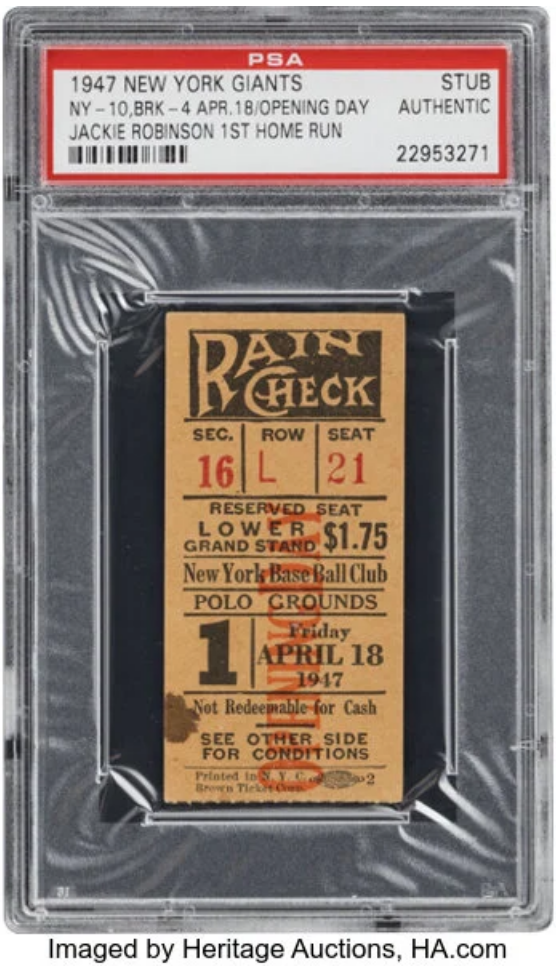 PSA
1947 NEW YORK GIANTS STUB
NY-10,BRK-4 APR.18/OPENING DAY AUTHENTIC
JACKIE ROBINSON 1ST HOME RUN
22953271
RAIN
CHECK
SEC. ROW SEAT
16 L 21
RESERVED SEAT
LOWER
GRAND STAND $1.75
New York Base Ball Club
POLO GROUNDS
OPENING DAY
1 Friday
APRIL 18
1947
Not Redeemable for Cash
SEE OTHER SIDE
FOR CONDITIONS
Printed in N. Y. C. 2
Brown Ticket Corp.
Imaged by Heritage Auctions, HA.com